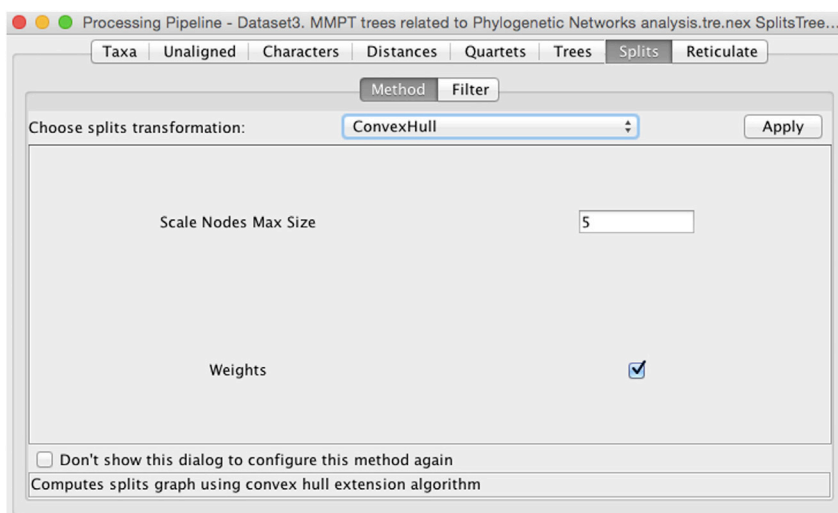 Processing Pipeline - Dataset3. MMPT trees related to Phylogenetic Networks analysis.tre.nex SplitsTree...
Taxa Unaligned Characters Distances Quartets Trees Splits Reticulate
Method Filter
Choose splits transformation: ConvexHull Apply
Scale Nodes Max Size 5
Weights
Don't show this dialog to configure this method again
Computes splits graph using convex hull extension algorithm